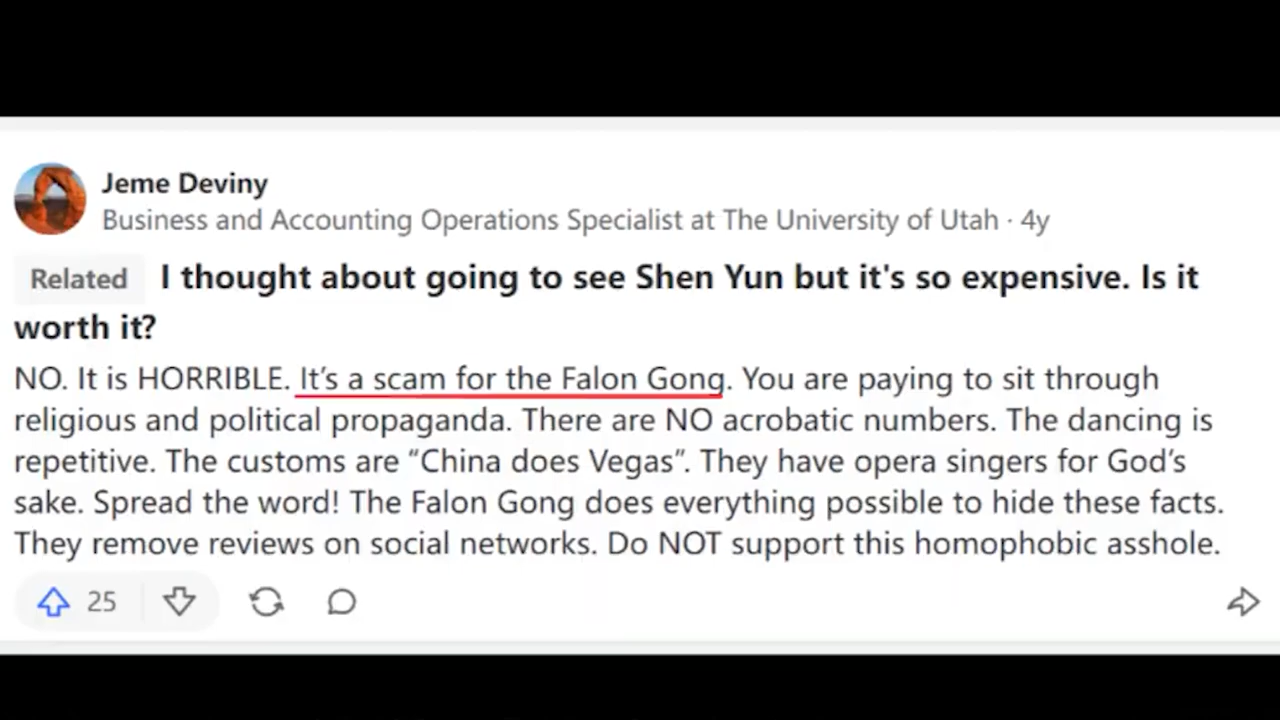 Jeme Deviny
Business and Accounting Operations Specialist at The University of Utah · 4y
Related I thought about going to see Shen Yun but it's so expensive. Is it
worth it?
NO. It is HORRIBLE. It’s a scam for the Falon Gong. You are paying to sit through
religious and political propaganda. There are NO acrobatic numbers. The dancing is
repetitive. The customs are “China does Vegas”. They have opera singers for God’s
sake. Spread the word! The Falon Gong does everything possible to hide these facts.
They remove reviews on social networks. Do NOT support this homophobic asshole.
25